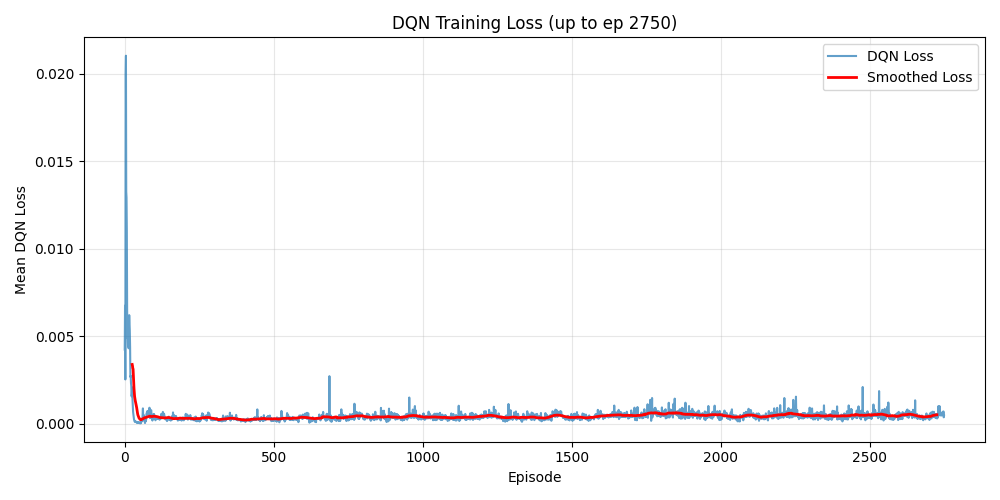 DQN Training Loss (up to ep 2750)
DQN Loss
Smoothed Loss
Mean DQN Loss
0.020
0.015
0.010
0.005
0.000
0 500 1000 1500 2000 2500
Episode